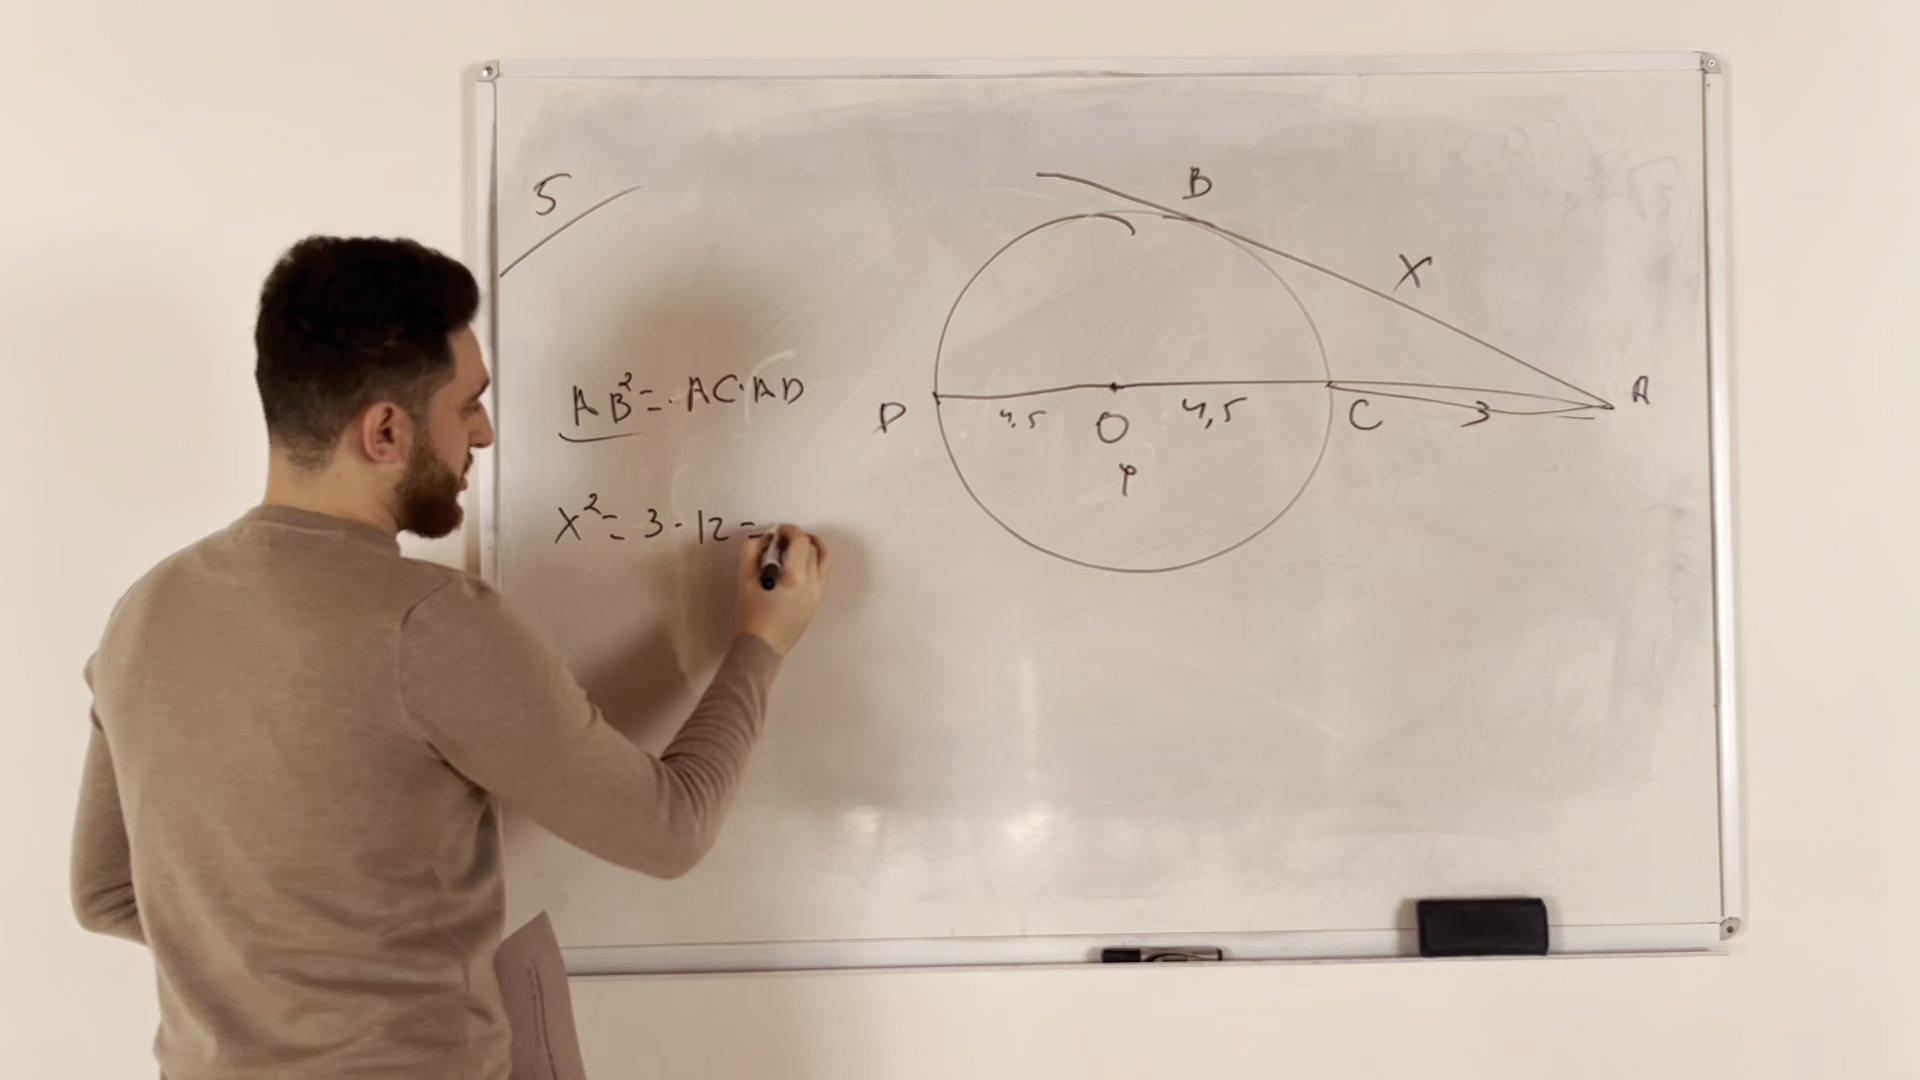 5
B
X
AB²=·AC·AD
D 4,5 O 4,5 C 3 A
φ
X²=3·12=